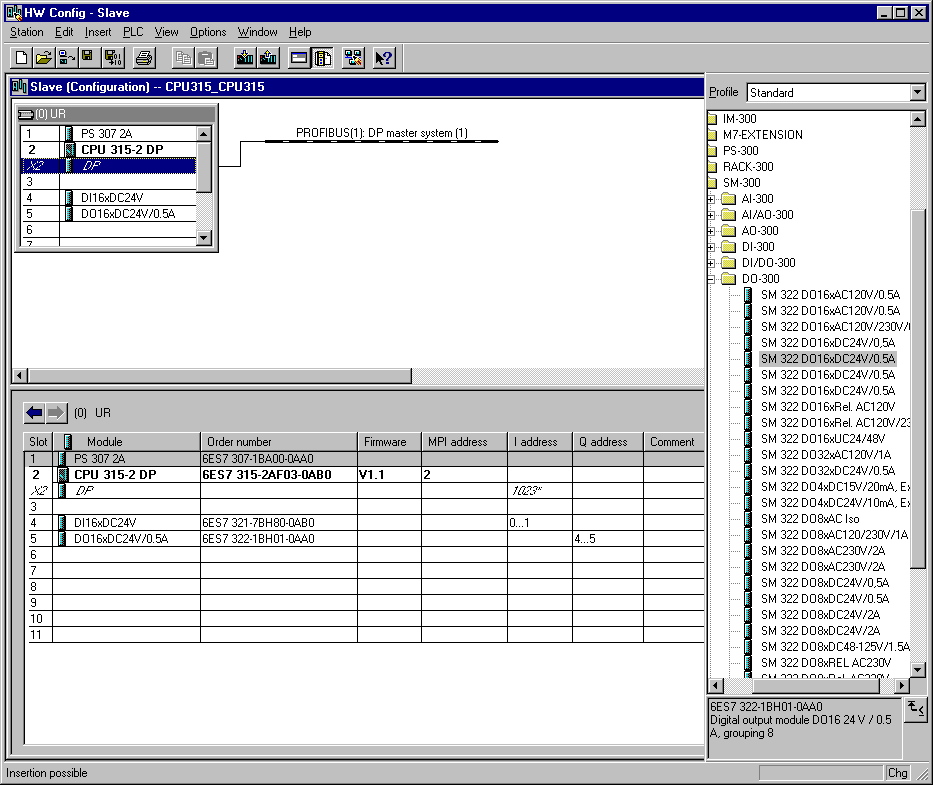 HW Config - Slave
Station Edit Insert PLC View Options Window Help
Slave (Configuration) -- CPU315_CPU315
(0) UR
1 PS 307 2A
2 CPU 315-2 DP
X2 DP
3
4 DI16xDC24V
5 DO16xDC24V/0.5A
6
7
PROFIBUS(1): DP master system (1)
Profile Standard
IM-300
M7-EXTENSION
PS-300
RACK-300
SM-300
AI-300
AI/AO-300
AO-300
DI-300
DI/DO-300
DO-300
SM 322 DO16xAC120V/0.5A
SM 322 DO16xAC120V/0.5A
SM 322 DO16xAC120V/230V/
SM 322 DO16xDC24V/0,5A
SM 322 DO16xDC24V/0.5A
SM 322 DO16xDC24V/0.5A
SM 322 DO16xDC24V/0.5A
SM 322 DO16xRel. AC120V
SM 322 DO16xRel. AC120V/23
SM 322 DO16xUC24/48V
SM 322 DO32xAC120V/1A
SM 322 DO32xDC24V/0.5A
SM 322 DO4xDC15V/20mA, Ex
SM 322 DO4xDC24V/10mA, Ex
SM 322 DO8xAC Iso
SM 322 DO8xAC120/230V/1A
SM 322 DO8xAC230V/2A
SM 322 DO8xAC230V/2A
SM 322 DO8xDC24V/0,5A
SM 322 DO8xDC24V/0.5A
SM 322 DO8xDC24V/2A
SM 322 DO8xDC24V/2A
SM 322 DO8xDC48-125V/1.5A
SM 322 DO8xREL AC230V
SM 322 DO8xRel. AC230V
(0) UR
Slot Module Order number Firmware MPI address I address Q address Comment
1 PS 307 2A 6ES7 307-1BA00-0AA0
2 CPU 315-2 DP 6ES7 315-2AF03-0AB0 V1.1 2
X2 DP 1023*
3
4 DI16xDC24V 6ES7 321-7BH80-0AB0 0...1
5 DO16xDC24V/0.5A 6ES7 322-1BH01-0AA0 4...5
6
7
8
9
10
11
6ES7 322-1BH01-0AA0
Digital output module DO16 24 V / 0.5
A, grouping 8
Insertion possible
Chg